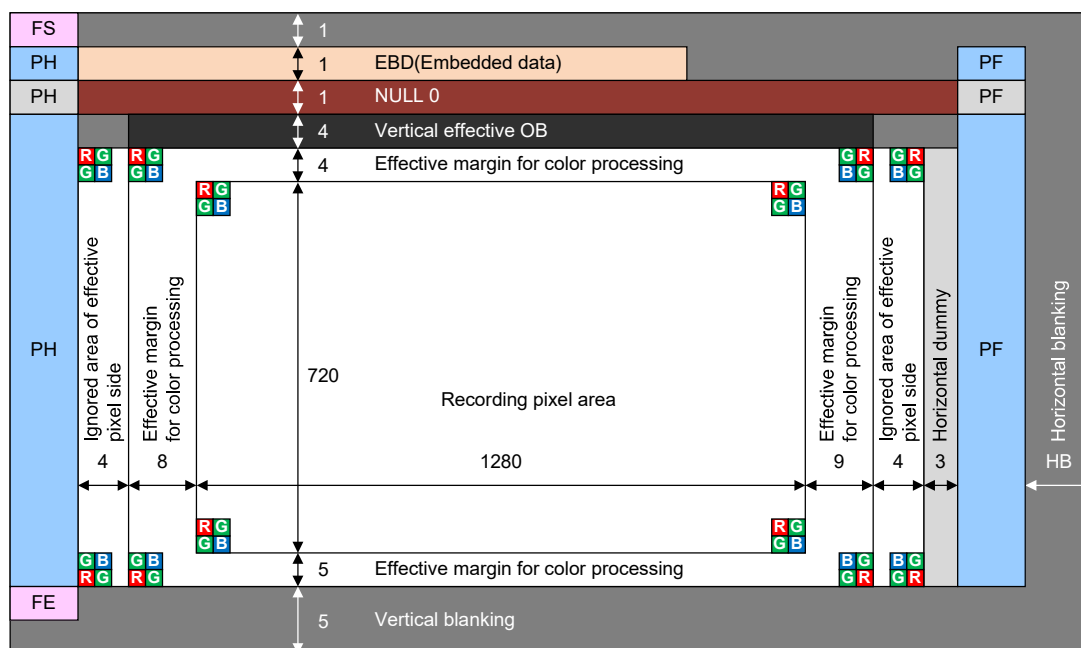 FS
1
PH
1
EBD(Embedded data)
PF
PH
1
NULL 0
PF
4
Vertical effective OB
R G
G B
R G
G B
4
Effective margin for color processing
G R
B G
G R
B G
R G
G B
R G
G B
PH
Ignored area of effective
pixel side
4
Effective margin
for color processing
8
720
Recording pixel area
1280
Effective margin
for color processing
9
Ignored area of effective
pixel side
4
Horizontal dummy
3
PF
Horizontal blanking
HB
R G
G B
R G
G B
G B
R G
G B
R G
5
Effective margin for color processing
B G
G R
B G
G R
FE
5
Vertical blanking